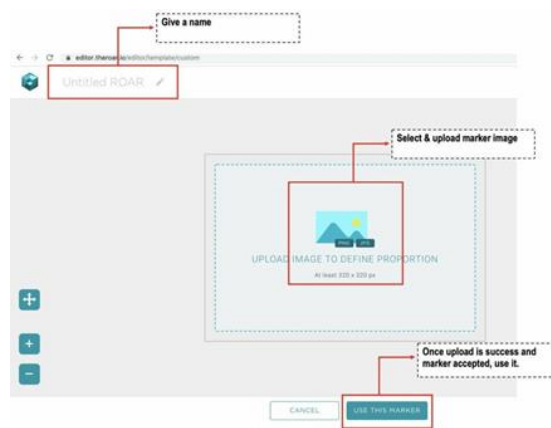 Give a name
editor.theroar.io/editor/template/custom
Untitled ROAR
Select & upload marker image
PNG JPG
UPLOAD IMAGE TO DEFINE PROPORTION
At least 320 x 320 px
Once upload is success and
marker accepted, use it.
CANCEL
USE THIS MARKER